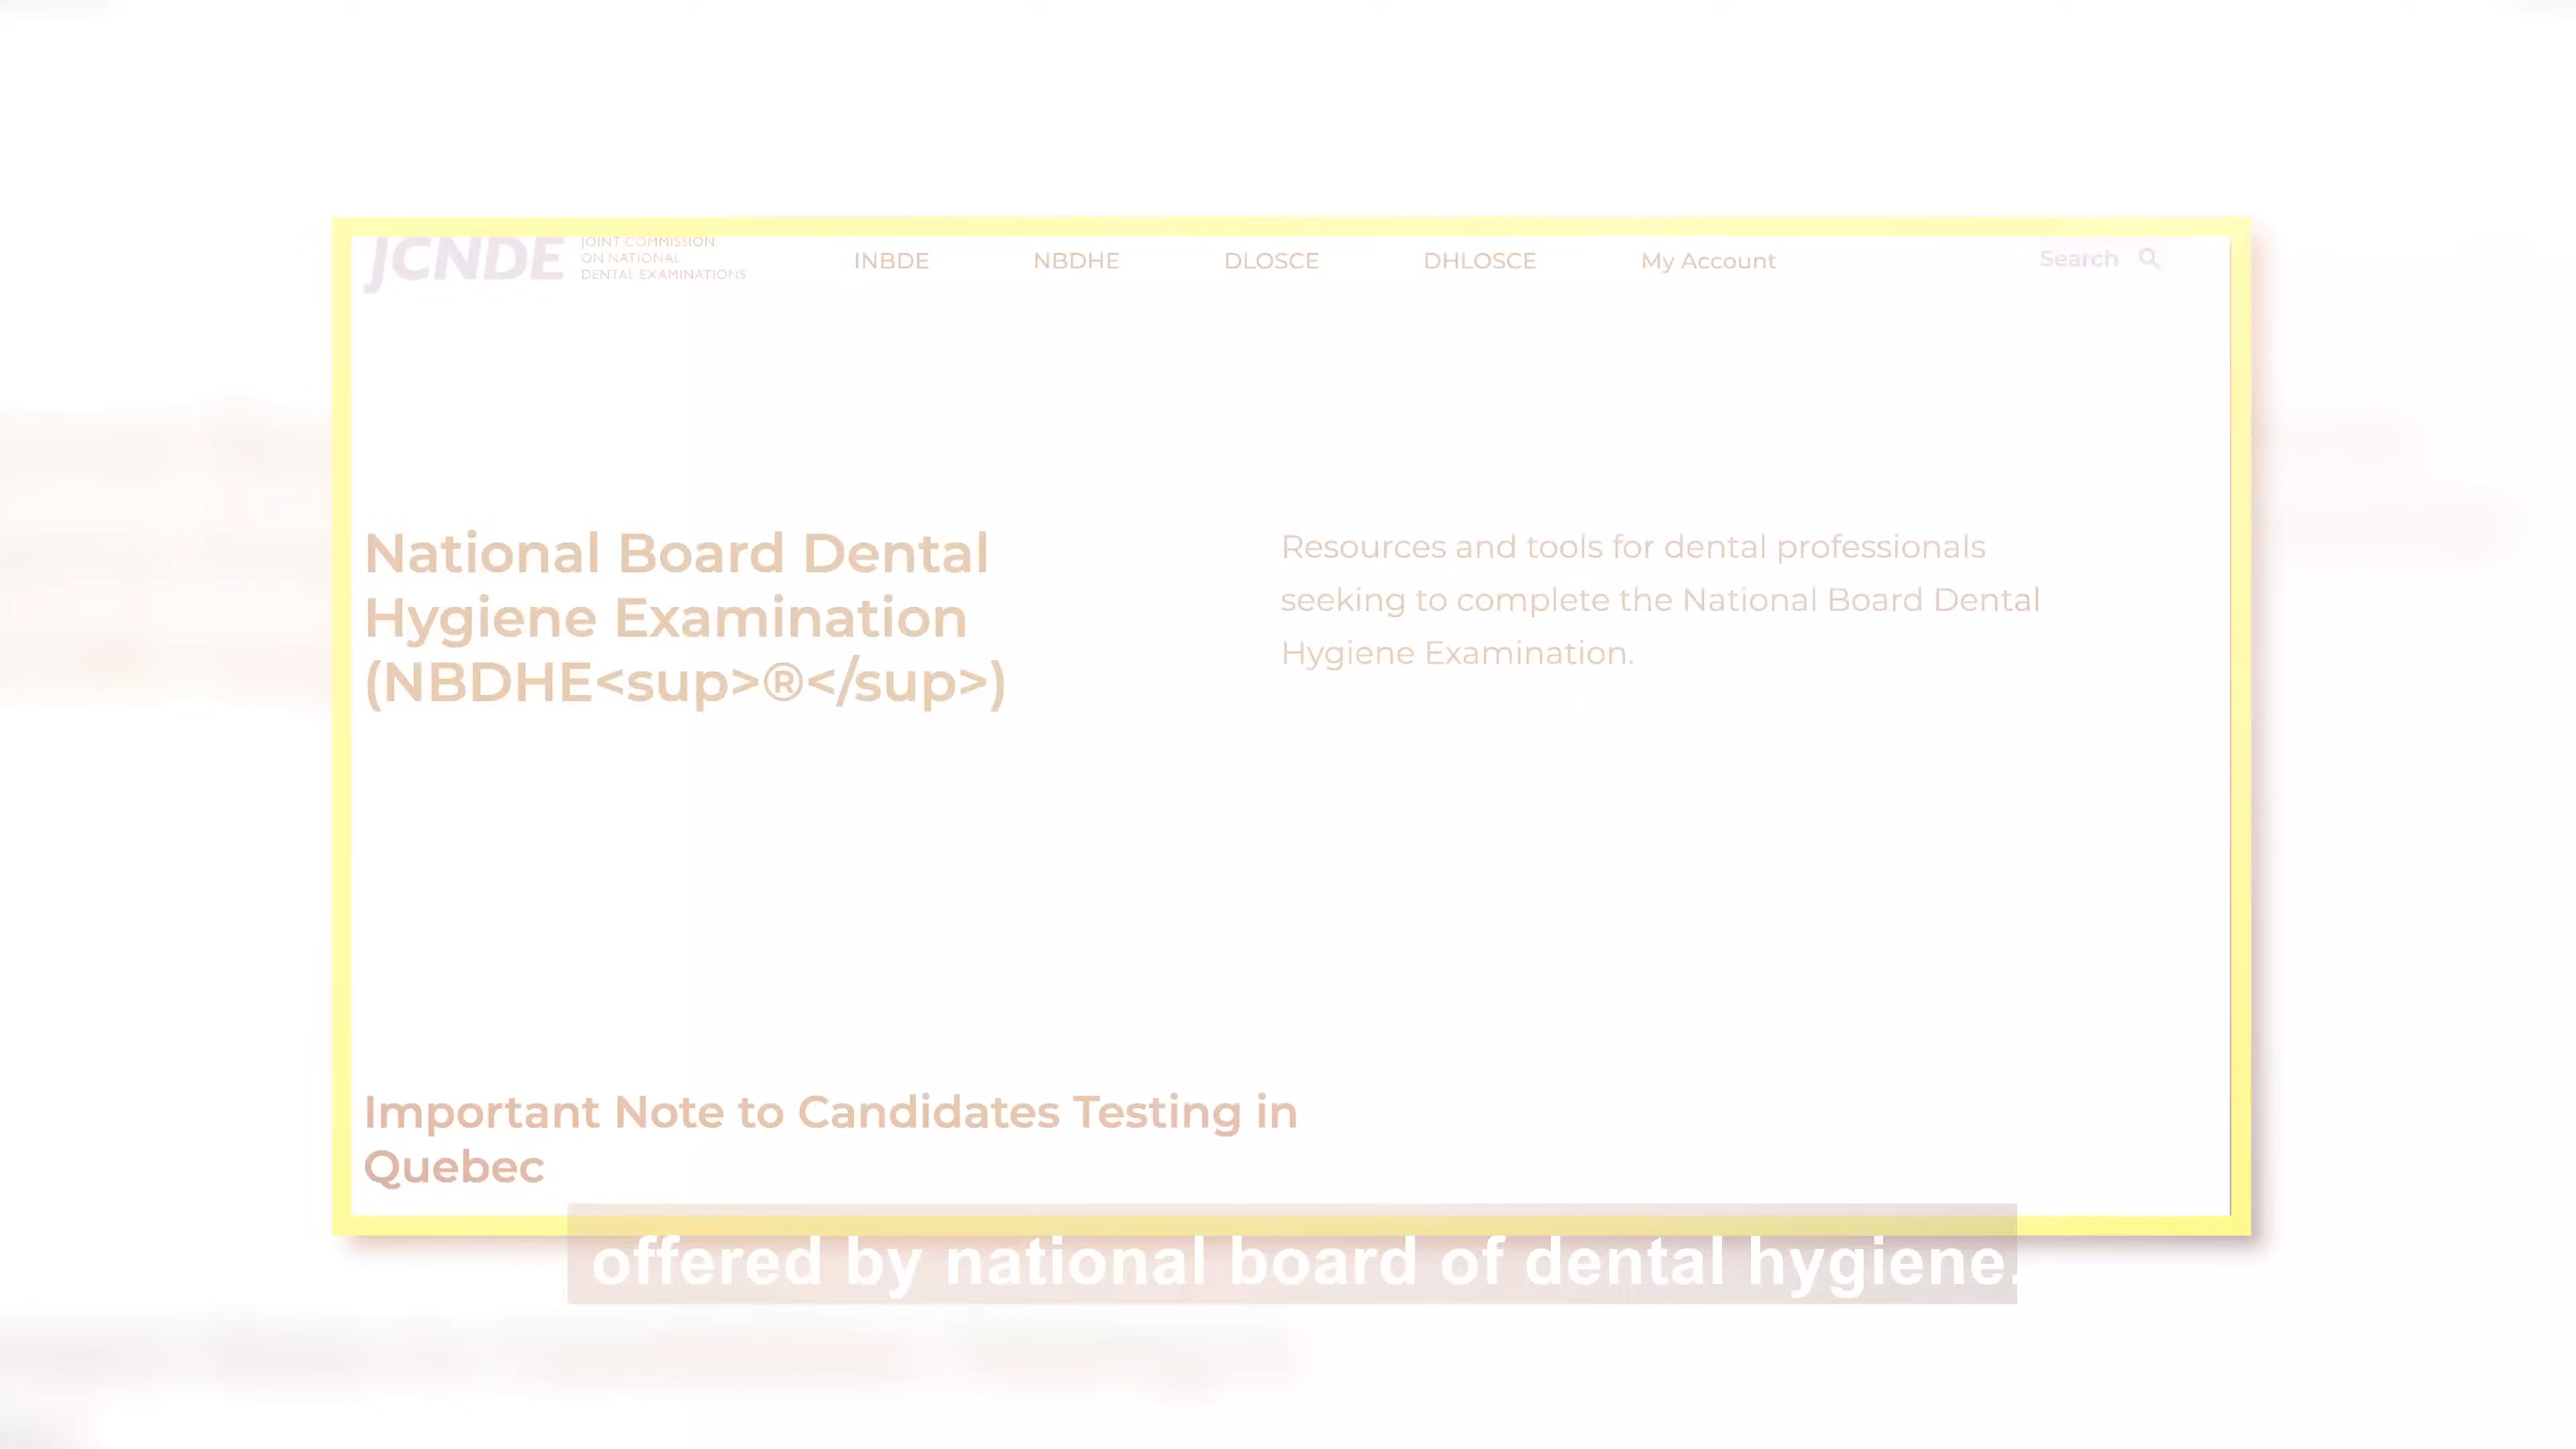 JCNDE
JOINT COMMISSION
ON NATIONAL
DENTAL EXAMINATIONS
INBDE
NBDHE
DLOSCE
DHLOSCE
My Account
Search
National Board Dental
Hygiene Examination
(NBDHE<sup>®</sup>)
Resources and tools for dental professionals
seeking to complete the National Board Dental
Hygiene Examination.
Important Note to Candidates Testing in
Quebec
offered by national board of dental hygiene.